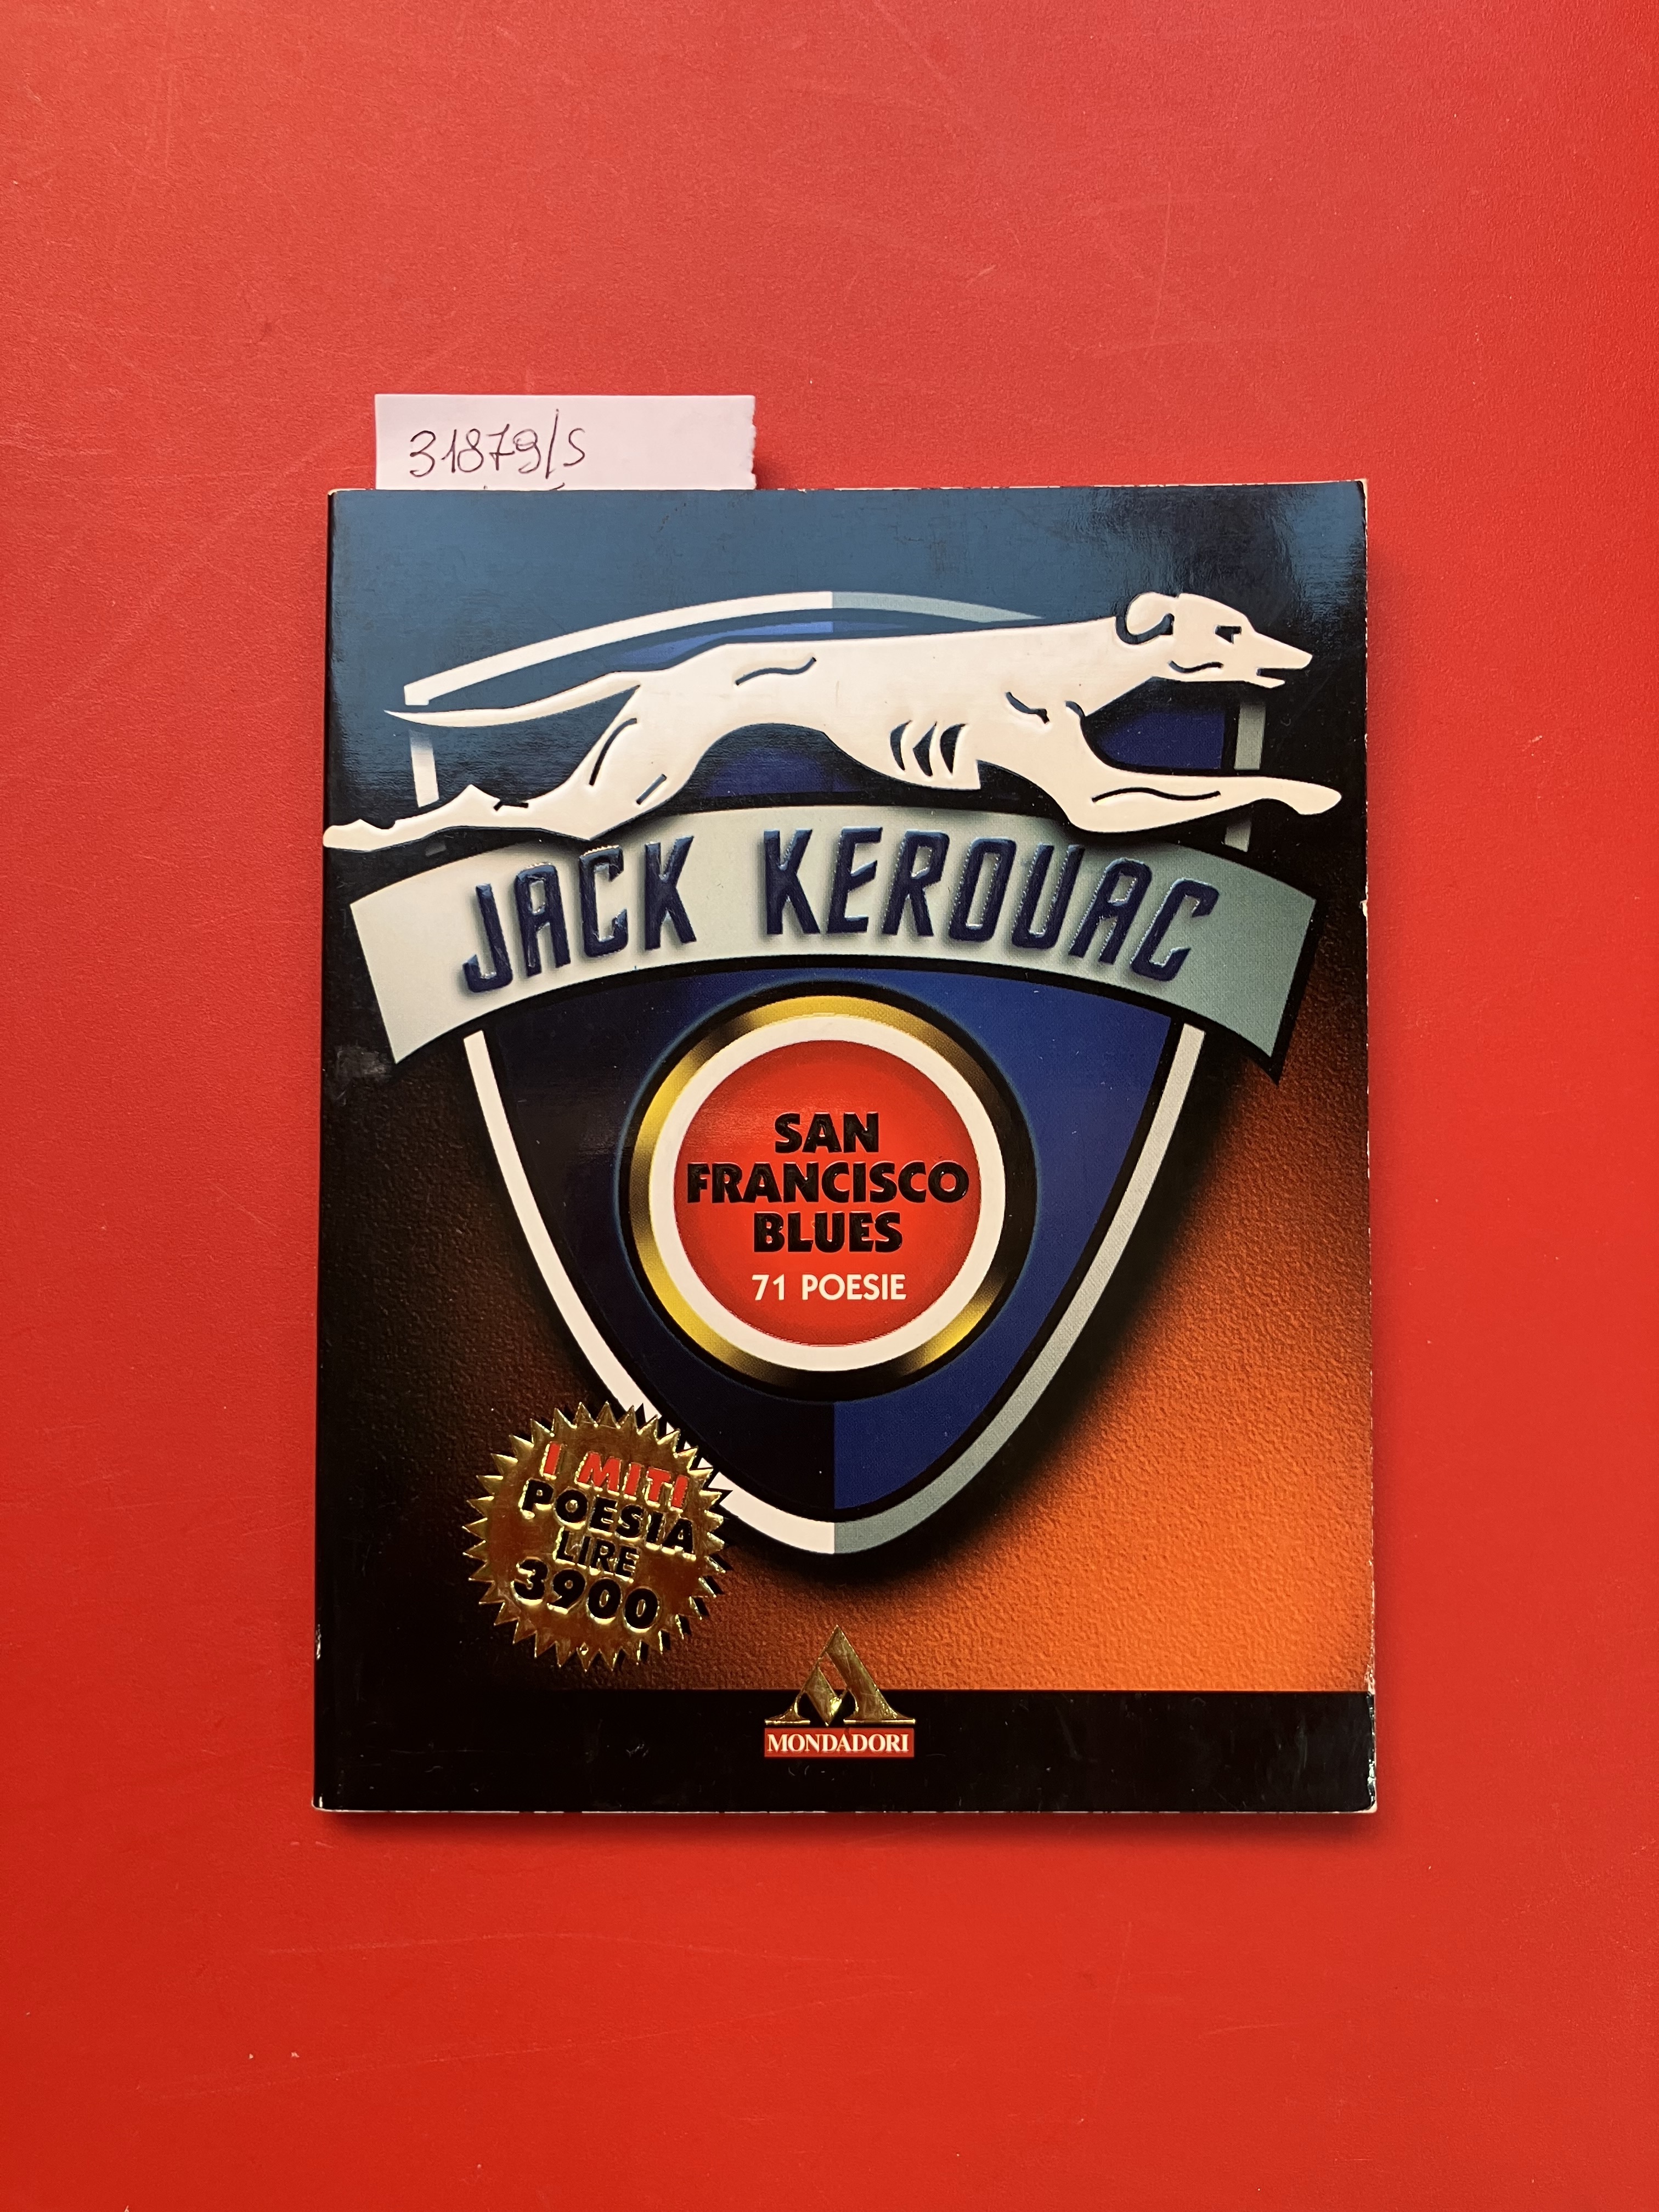 31879/S
JACK KEROUAC
SAN
FRANCISCO
BLUES
71 POESIE
I MITI
POESIA
LIRE
3900
MONDADORI